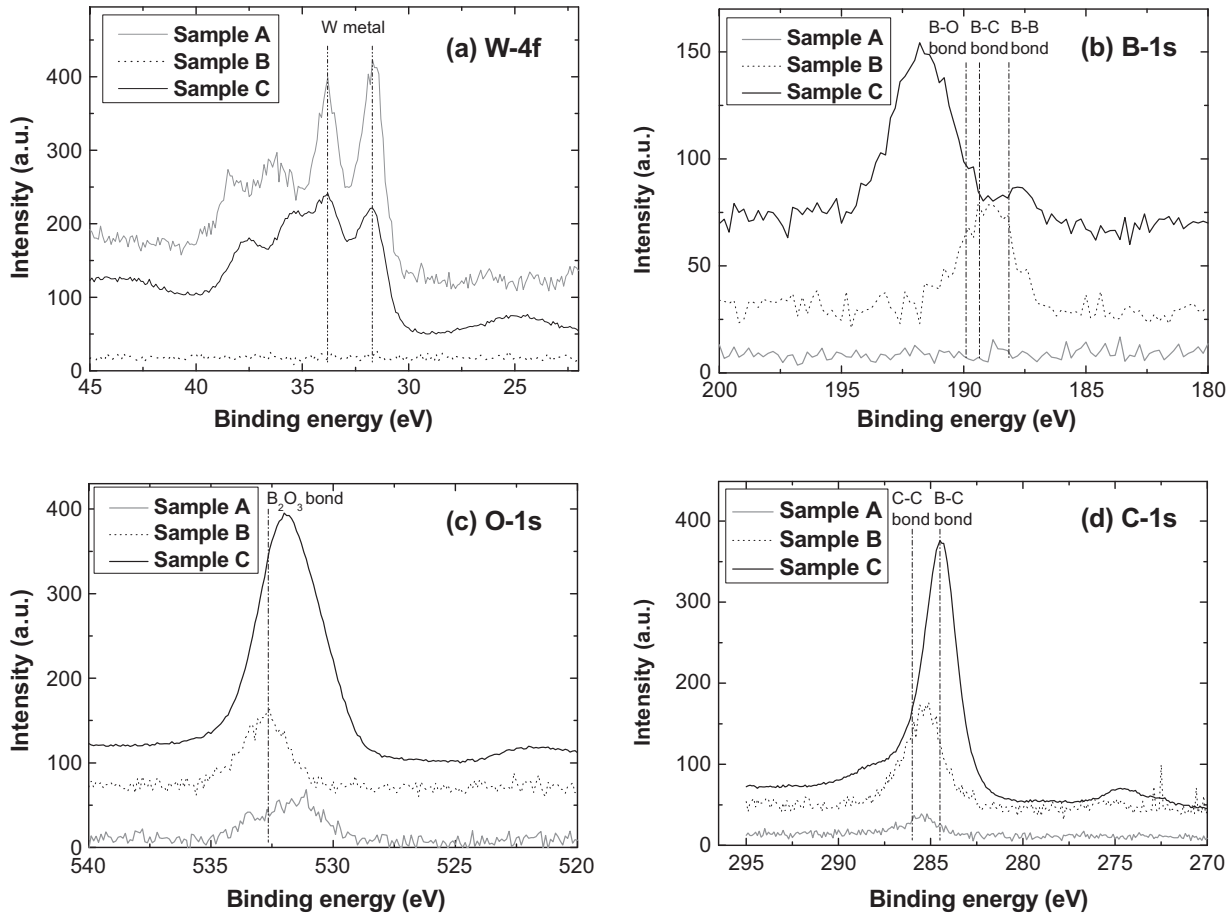 Sample A
Sample B
Sample C
W metal
(a) W-4f
400
300
200
100
0
45 40 35 30 25
Intensity (a.u.)
Binding energy (eV)
Sample A
Sample B
Sample C
B-O B-C B-B
bond bond bond
(b) B-1s
150
100
50
0
200 195 190 185 180
Intensity (a.u.)
Binding energy (eV)
Sample A
Sample B
Sample C
B2O3 bond
(c) O-1s
400
300
200
100
0
540 535 530 525 520
Intensity (a.u.)
Binding energy (eV)
Sample A
Sample B
Sample C
C-C B-C
bond bond
(d) C-1s
400
300
200
100
0
295 290 285 280 275 270
Intensity (a.u.)
Binding energy (eV)